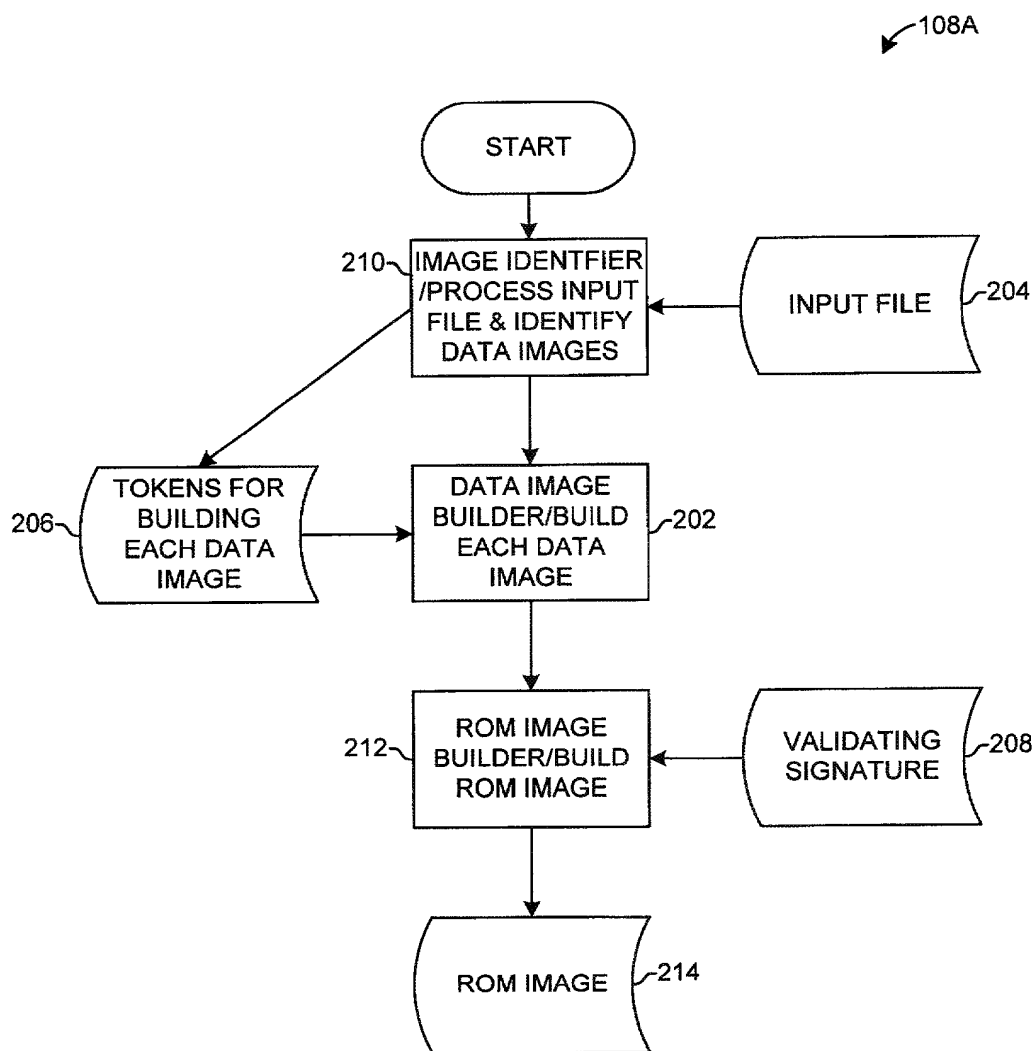 108A
START
210
IMAGE IDENTFIER
/PROCESS INPUT
FILE & IDENTIFY
DATA IMAGES
INPUT FILE
204
206
TOKENS FOR
BUILDING
EACH DATA
IMAGE
DATA IMAGE
BUILDER/BUILD
EACH DATA
IMAGE
202
212
ROM IMAGE
BUILDER/BUILD
ROM IMAGE
VALIDATING
SIGNATURE
208
ROM IMAGE
214